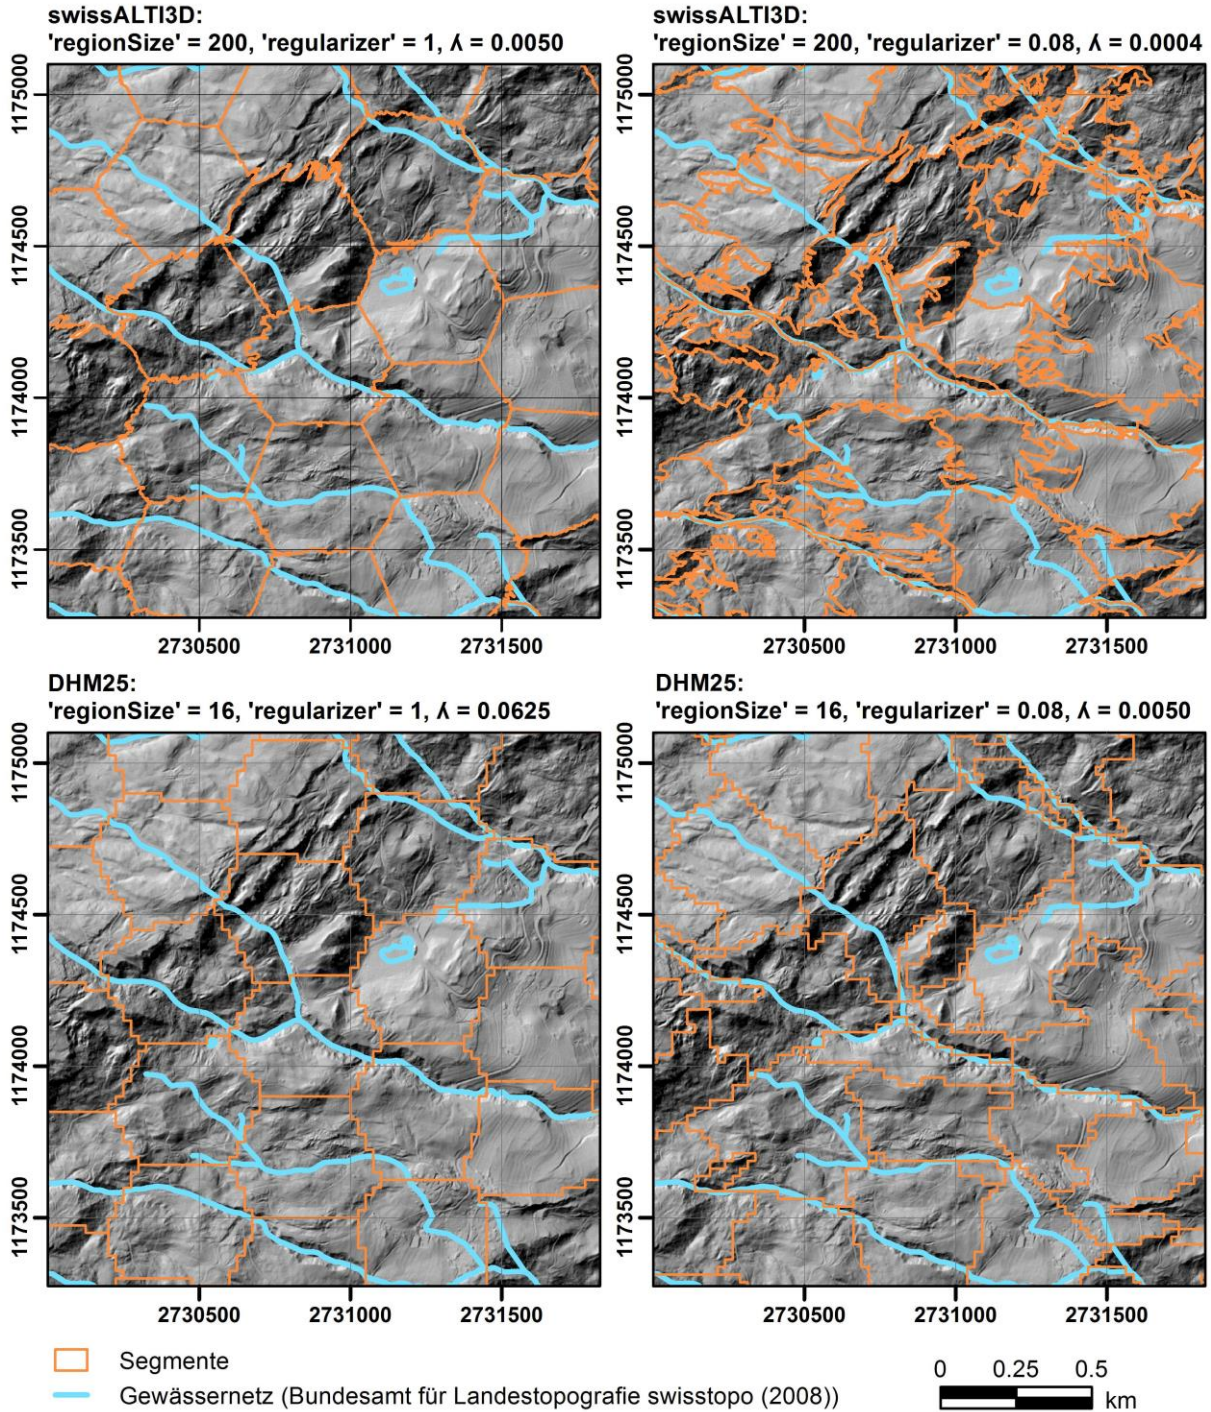 swissALTI3D:
'regionSize' = 200, 'regularizer' = 1, ʎ = 0.0050
1175000
1174500
1174000
1173500
2730500 2731000 2731500
swissALTI3D:
'regionSize' = 200, 'regularizer' = 0.08, ʎ = 0.0004
1175000
1174500
1174000
1173500
2730500 2731000 2731500
DHM25:
'regionSize' = 16, 'regularizer' = 1, ʎ = 0.0625
1175000
1174500
1174000
1173500
2730500 2731000 2731500
DHM25:
'regionSize' = 16, 'regularizer' = 0.08, ʎ = 0.0050
1175000
1174500
1174000
1173500
2730500 2731000 2731500
Segmente
Gewässernetz (Bundesamt für Landestopografie swisstopo (2008))
0 0.25 0.5
km